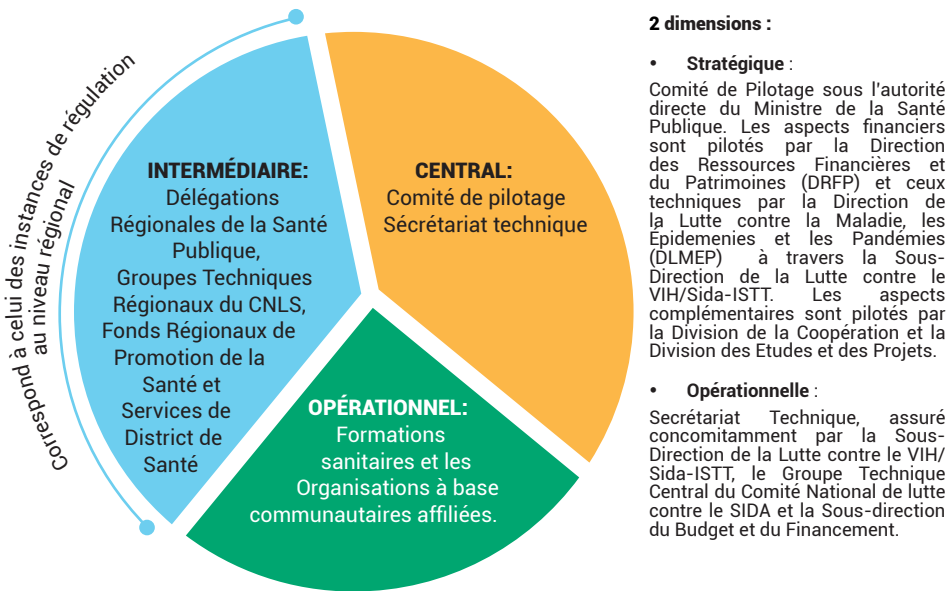 Correspond à celui des instances de régulation
au niveau régional
INTERMÉDIAIRE:
Délégations
Régionales de la Santé
Publique,
Groupes Techniques
Régionaux du CNLS,
Fonds Régionaux de
Promotion de la
Santé et
Services de
District de
Santé
CENTRAL:
Comité de pilotage
Sécrétariat technique
OPÉRATIONNEL:
Formations
sanitaires et les
Organisations à base
communautaires affiliées.
2 dimensions :
• Stratégique :
Comité de Pilotage sous l'autorité
directe du Ministre de la Santé
Publique. Les aspects financiers
sont pilotés par la Direction
des Ressources Financières et
du Patrimoines (DRFP) et ceux
techniques par la Direction de
la Lutte contre la Maladie, les
Épidemenies et les Pandémies
(DLMEP) à travers la Sous-
Direction de la Lutte contre le
VIH/Sida-ISTT. Les aspects
complémentaires sont pilotés par
la Division de la Coopération et la
Division des Etudes et des Projets.
• Opérationnelle :
Secrétariat Technique, assuré
concomitamment par la Sous-
Direction de la Lutte contre le VIH/
Sida-ISTT, le Groupe Technique
Central du Comité National de lutte
contre le SIDA et la Sous-direction
du Budget et du Financement.